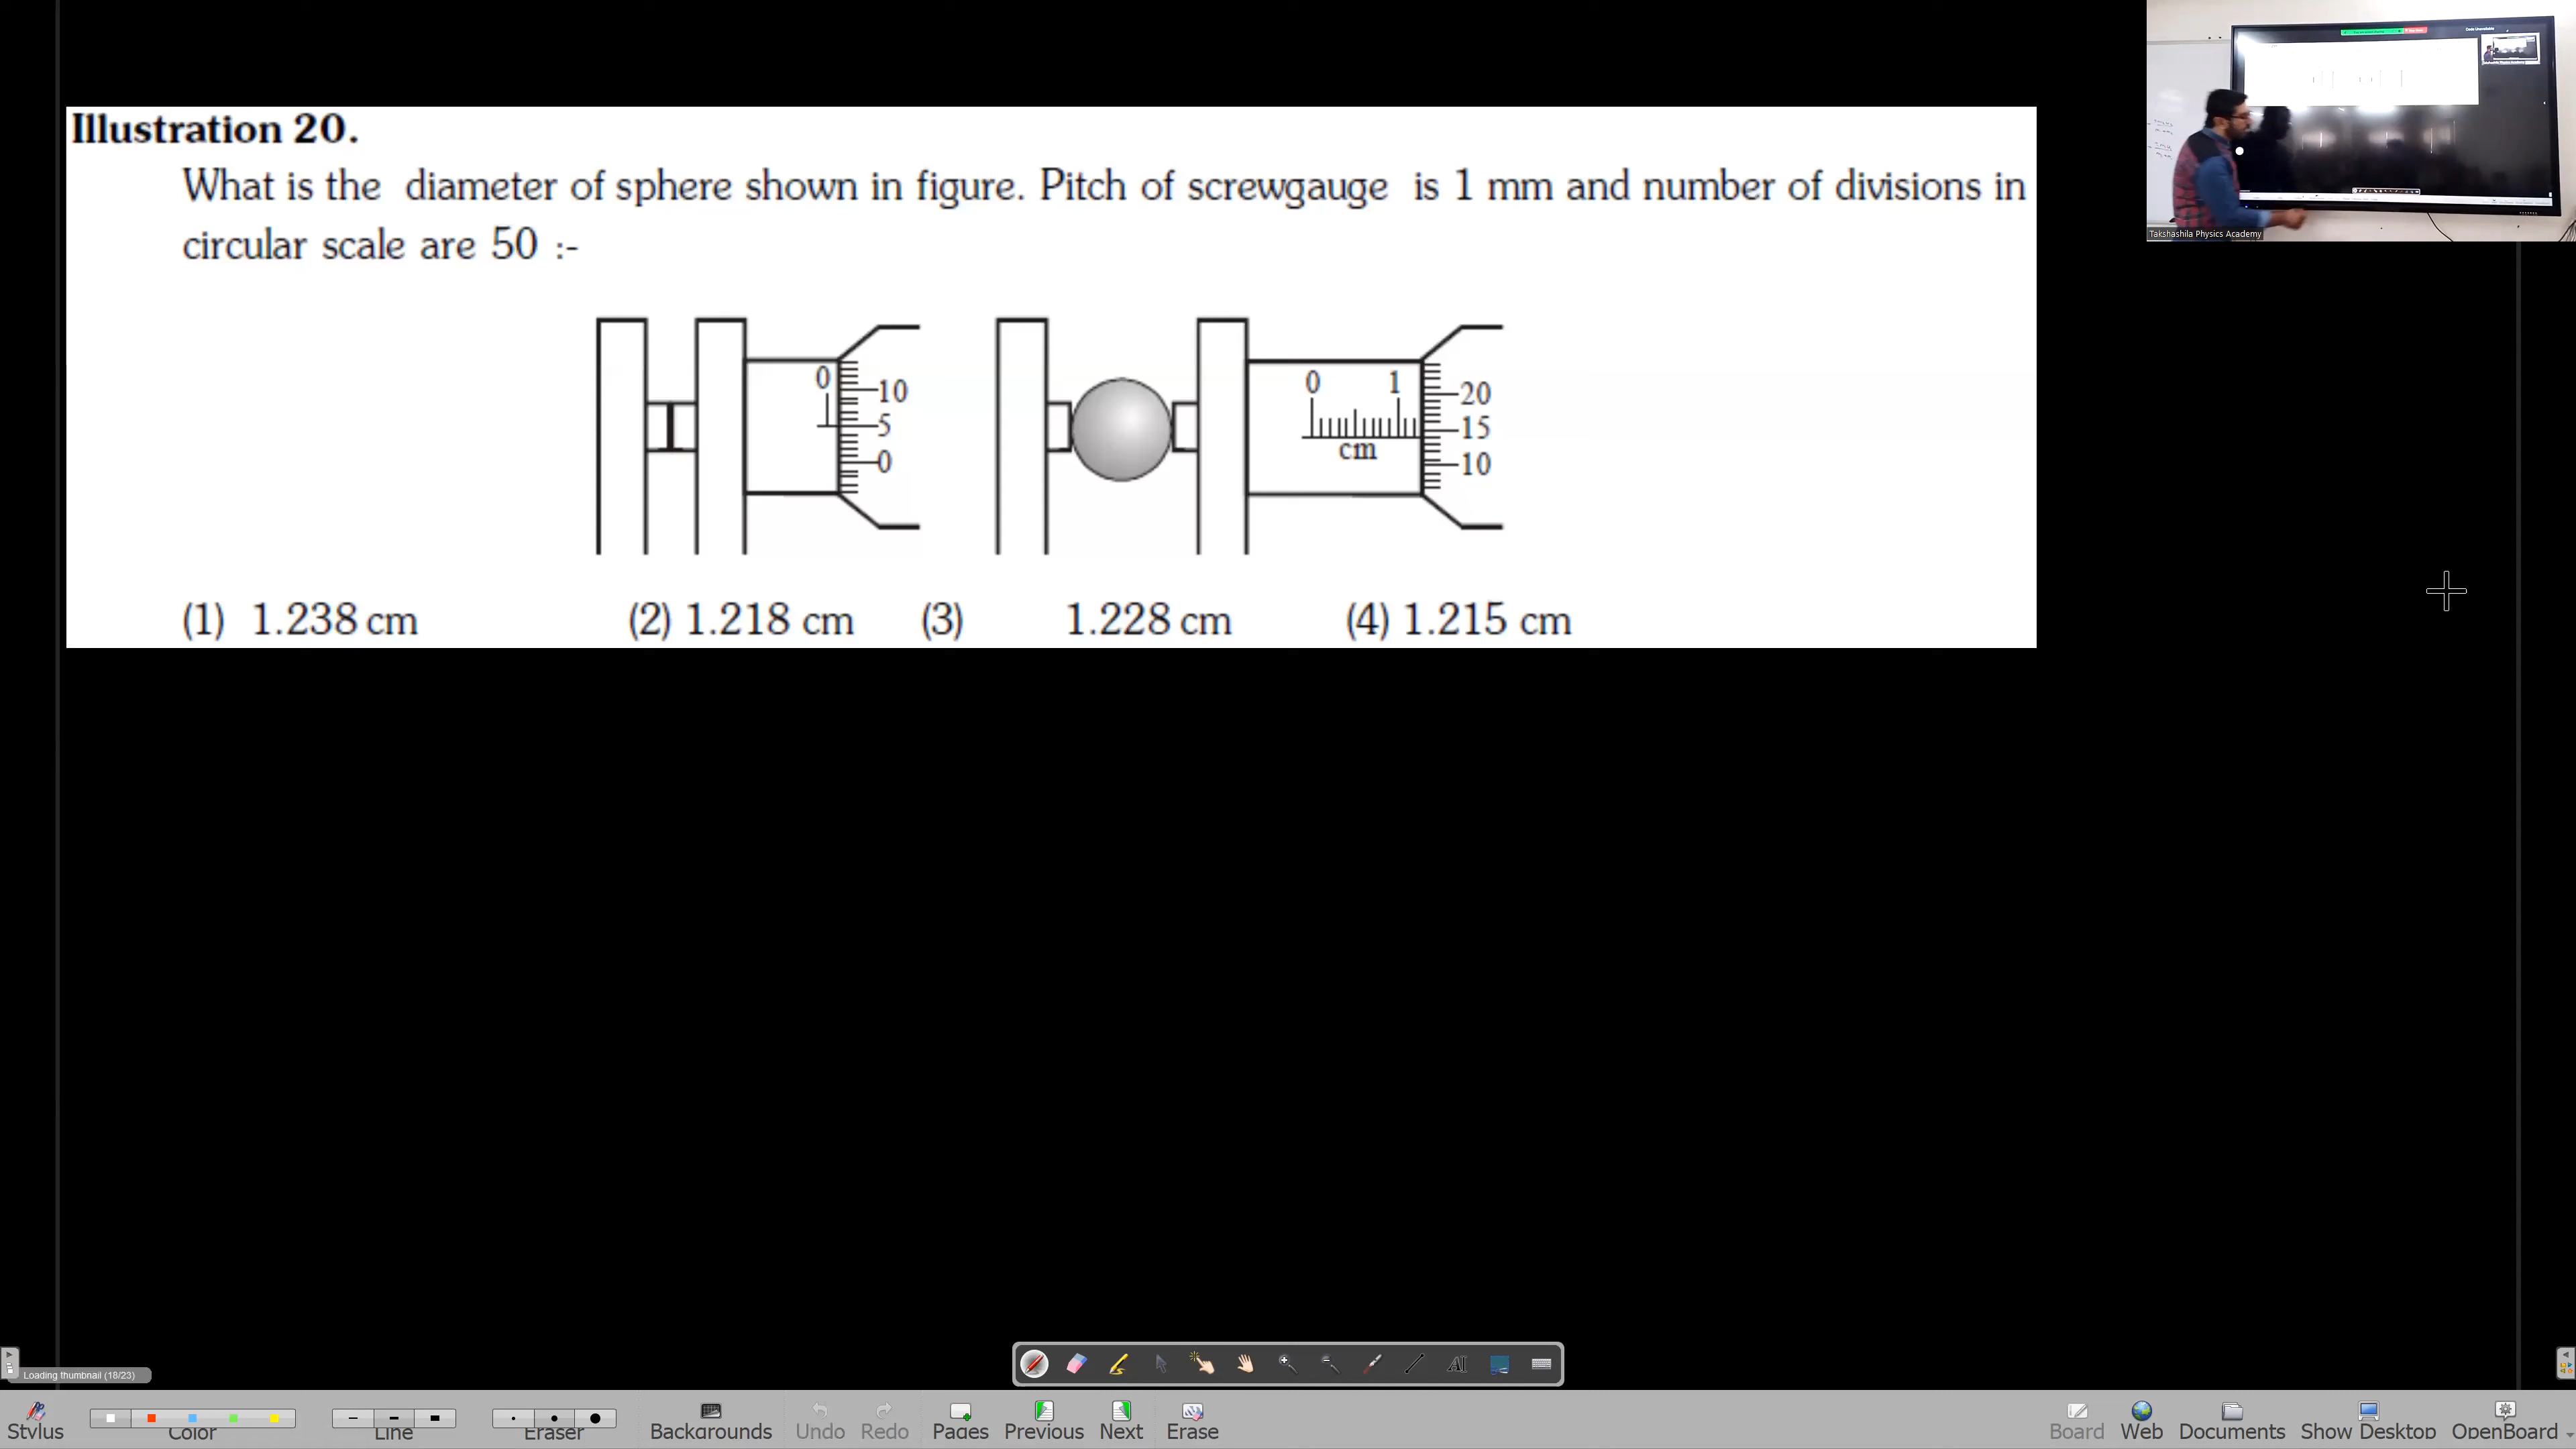 Illustration 20.
What is the diameter of sphere shown in figure. Pitch of screwgauge is 1 mm and number of divisions in
circular scale are 50 :-
0
10
5
0
0 1
cm
20
15
10
(1) 1.238 cm (2) 1.218 cm (3) 1.228 cm (4) 1.215 cm
Takshashila Physics Academy
Loading thumbnail (18/23)
Stylus Color Line Eraser Backgrounds Undo Redo Pages Previous Next Erase Board Web Documents Show Desktop OpenBoard